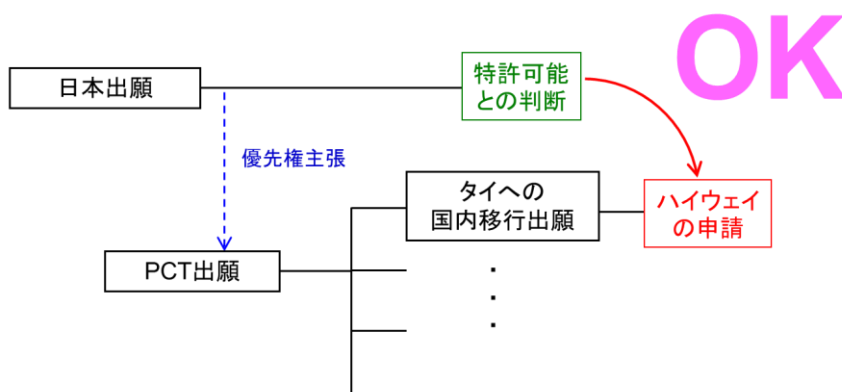 OK
日本出願
特許可能
との判断
優先権主張
タイへの
国内移行出願
ハイウェイ
の申請
PCT出願